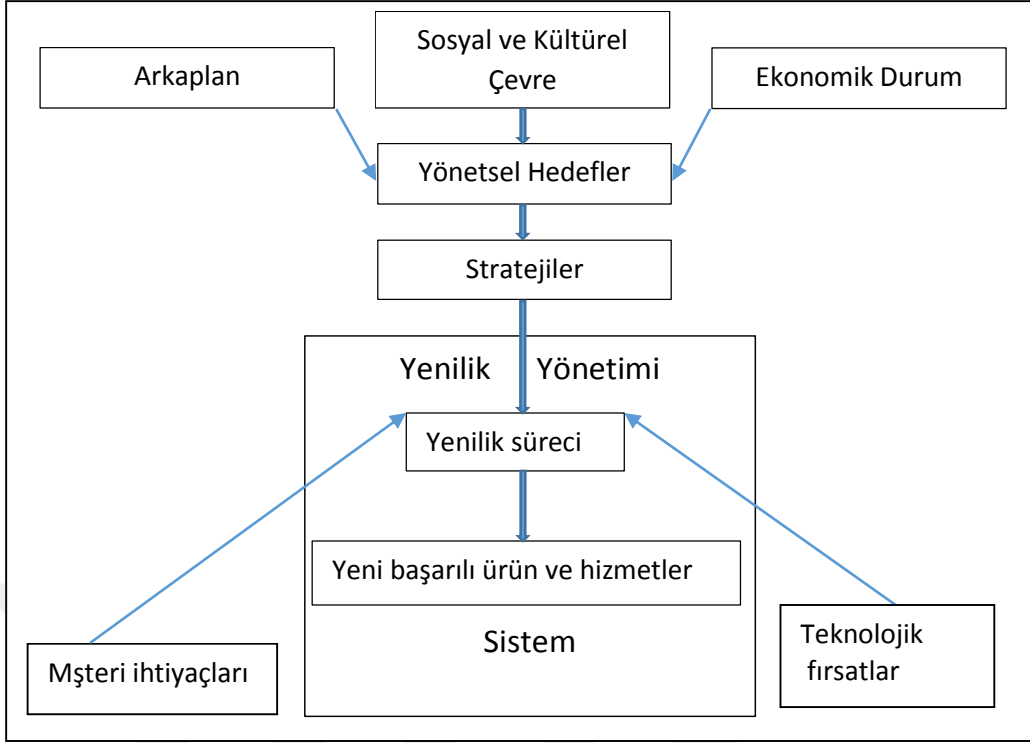 Sosyal ve Kültürel
Çevre
Arkaplan
Ekonomik Durum
Yönetsel Hedefler
Stratejiler
Yenilik Yönetimi
Yenilik süreci
Yeni başarılı ürün ve hizmetler
Sistem
Mşteri ihtiyaçları
Teknolojik
fırsatlar